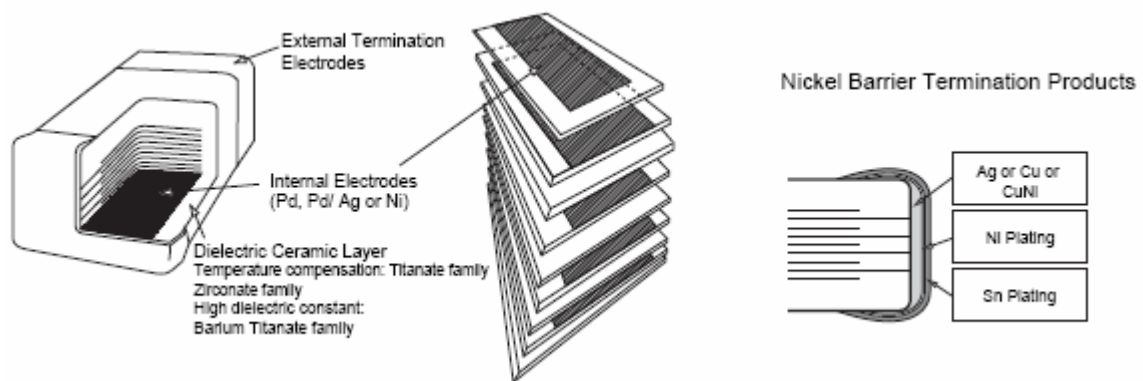 External Termination
Electrodes
Internal Electrodes
(Pd, Pd/ Ag or Ni)
Dielectric Ceramic Layer
Temperature compensation: Titanate family
Zirconate family
High dielectric constant:
Barium Titanate family
Nickel Barrier Termination Products
Ag or Cu or
CuNi
Ni Plating
Sn Plating